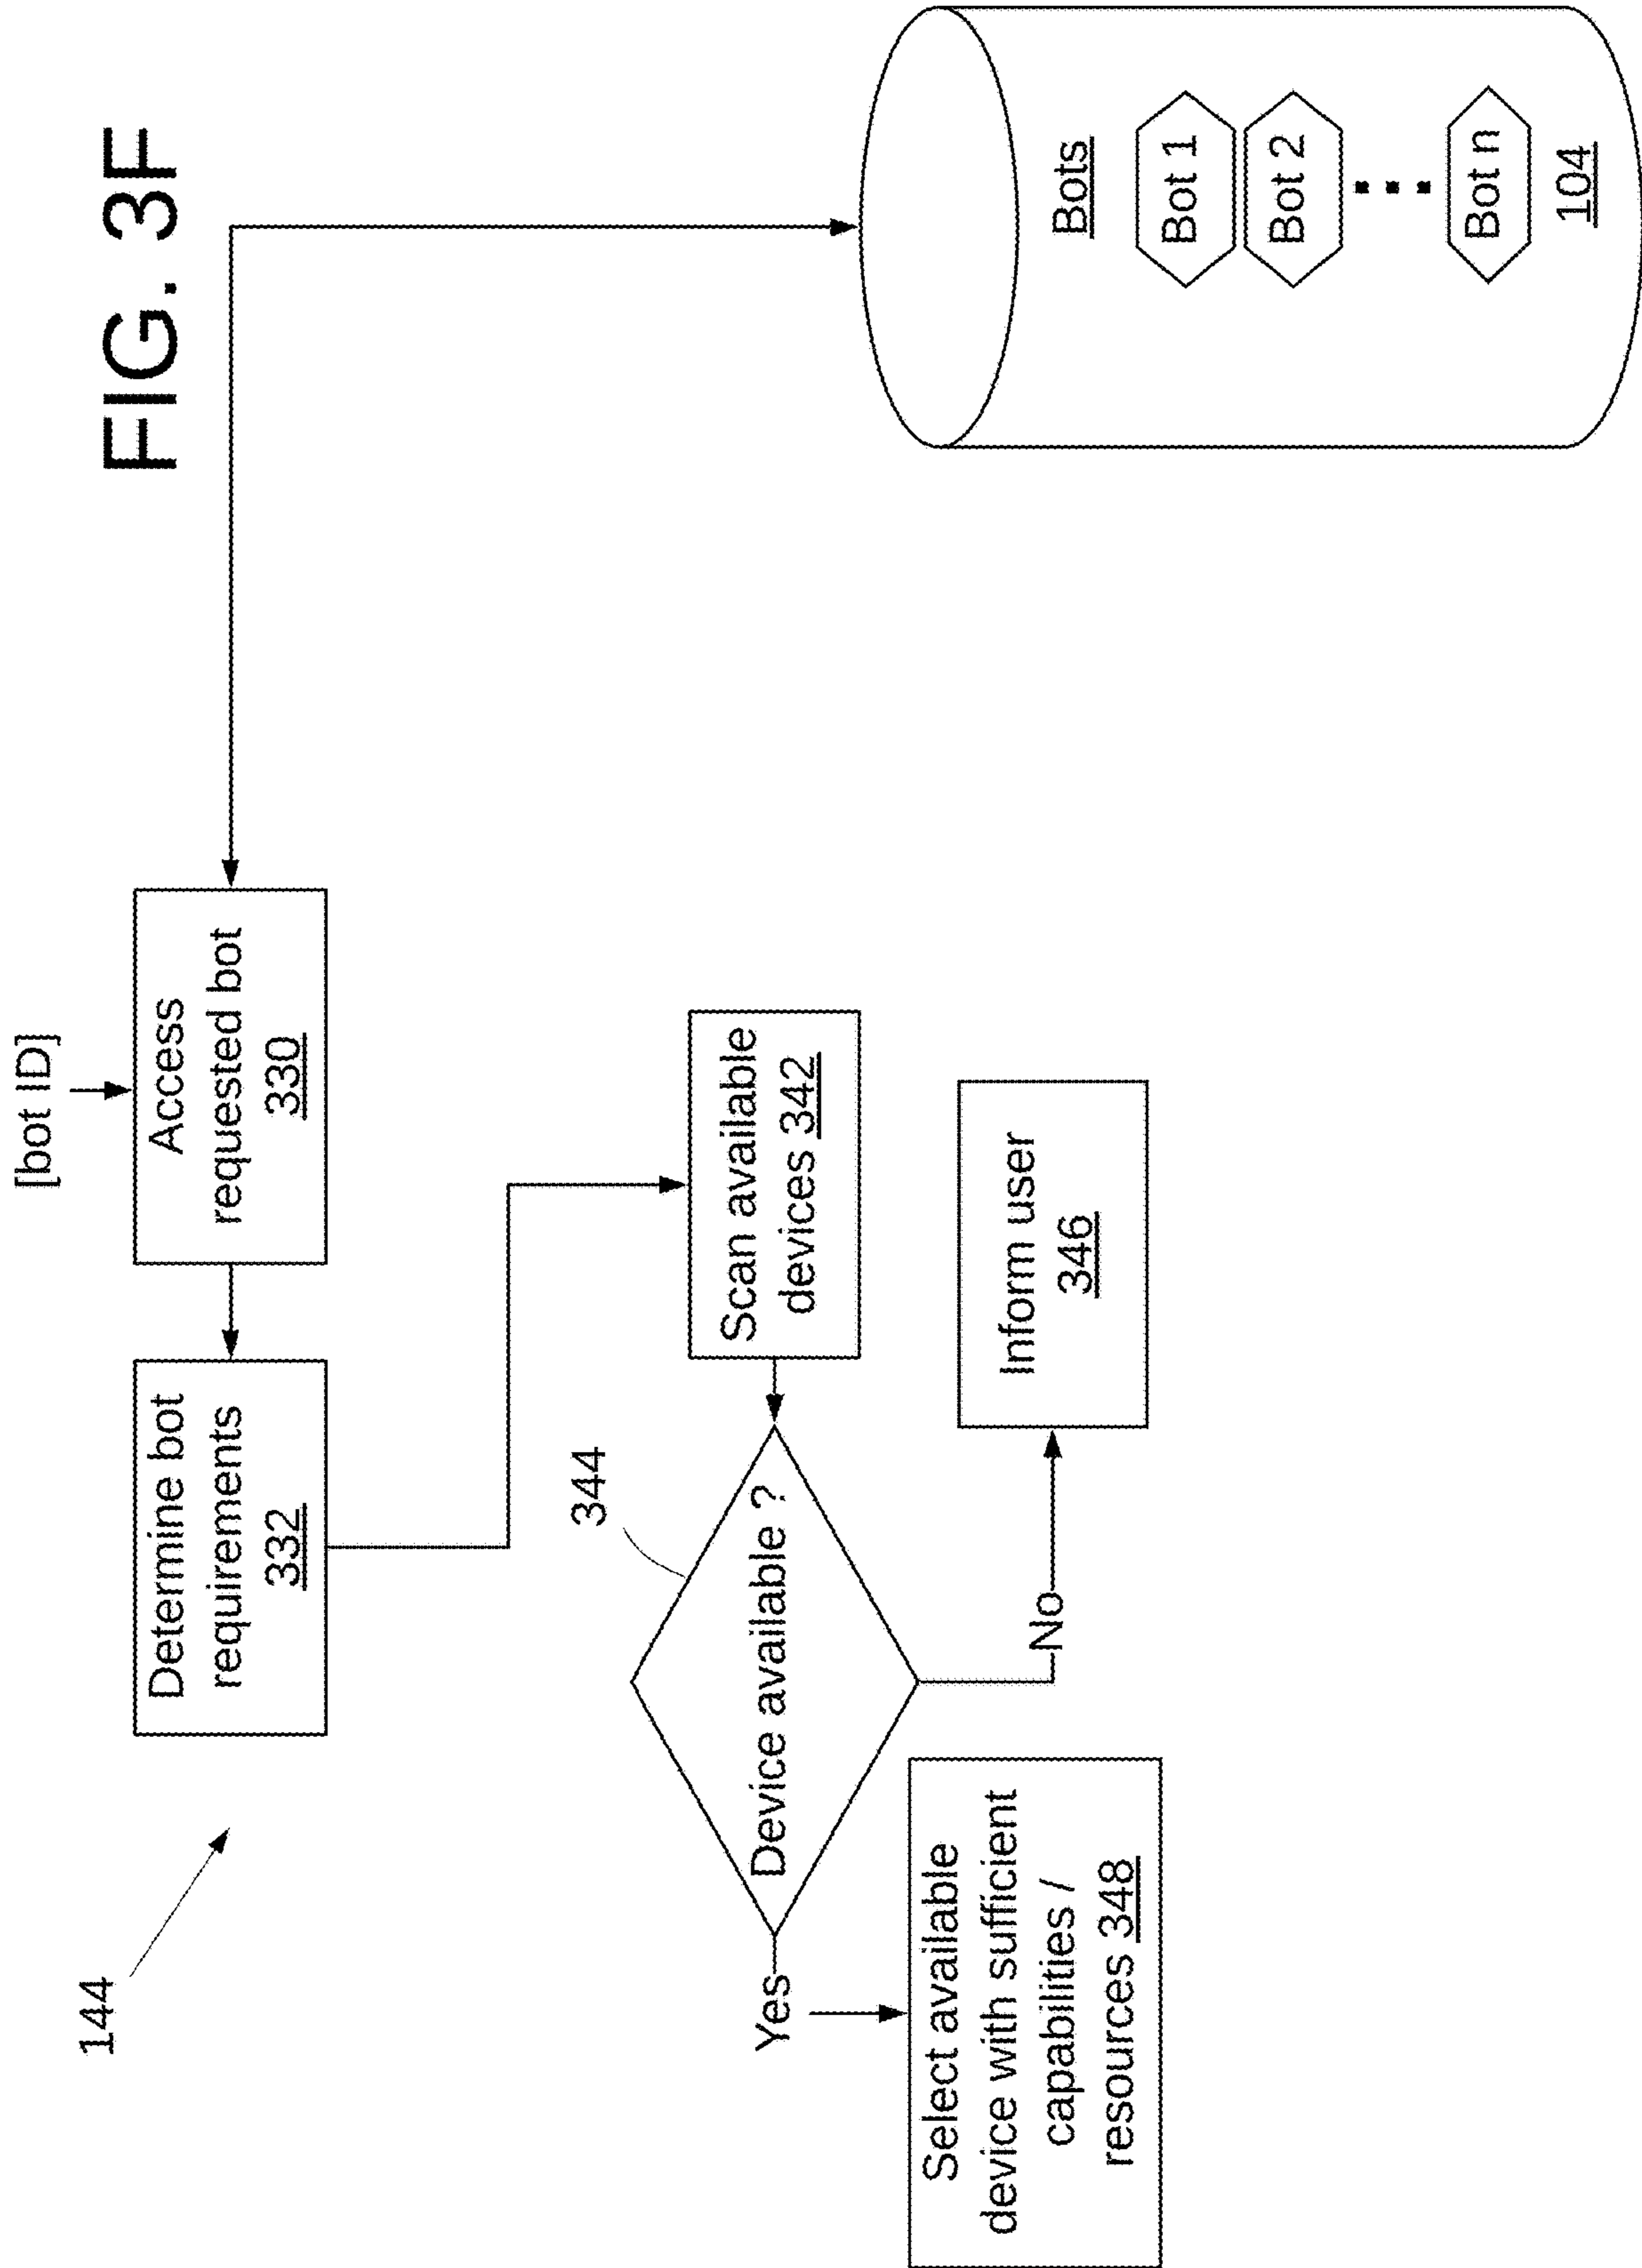 FIG. 3F
144
[bot ID]
Determine bot
requirements
332
Access
requested bot
330
344
Device available ?
Scan available
devices 342
Yes
No
Select available
device with sufficient
capabilities /
resources 348
Inform user
346
Bots
Bot 1
Bot 2
Bot n
104